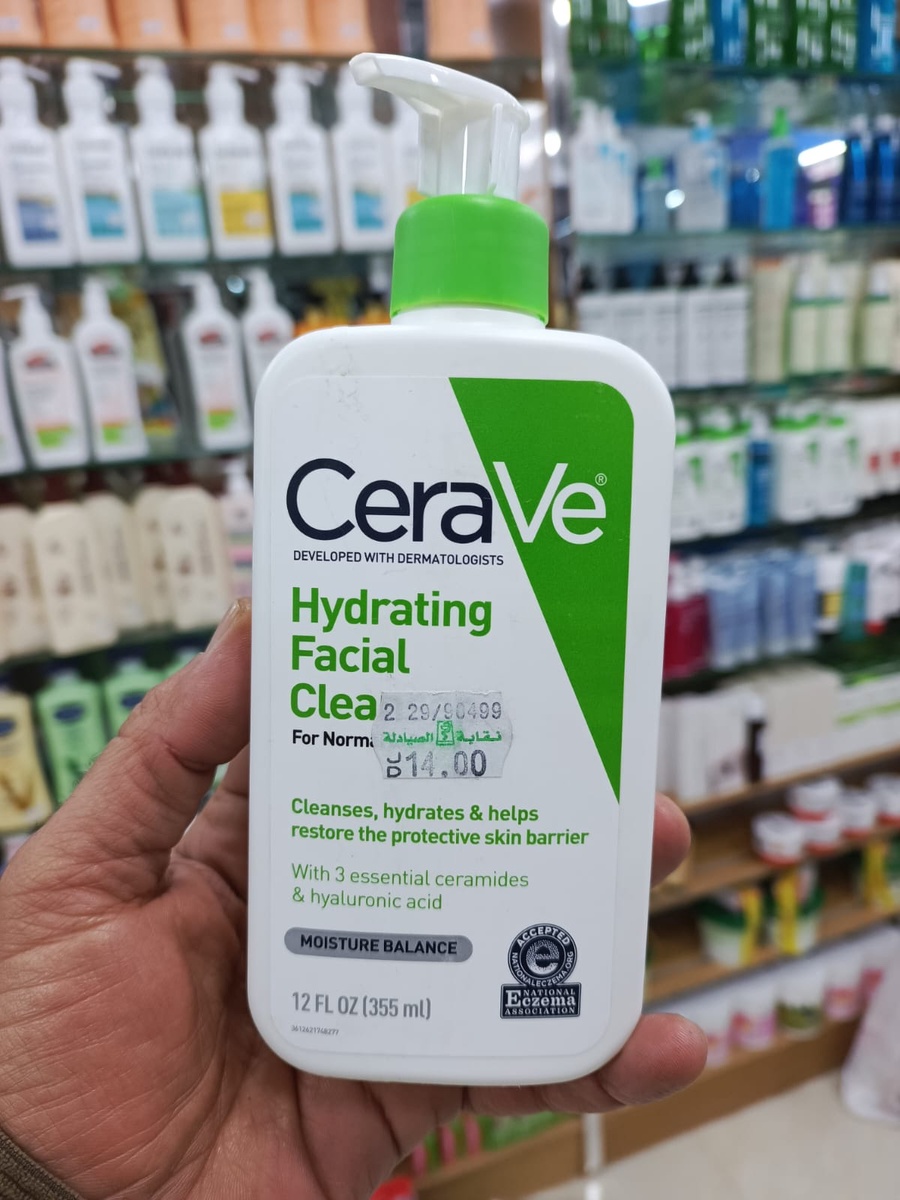 CeraVe®
DEVELOPED WITH DERMATOLOGISTS
Hydrating
Facial
Clea
For Norma
2 29/90499
نقابة الصيادلة
JD 14.00
Cleanses, hydrates & helps
restore the protective skin barrier
With 3 essential ceramides
& hyaluronic acid
MOISTURE BALANCE
ACCEPTED
NATIONALECZEMA.ORG
NATIONAL
Eczema
ASSOCIATION
12 FL OZ (355 ml)
3612621748277